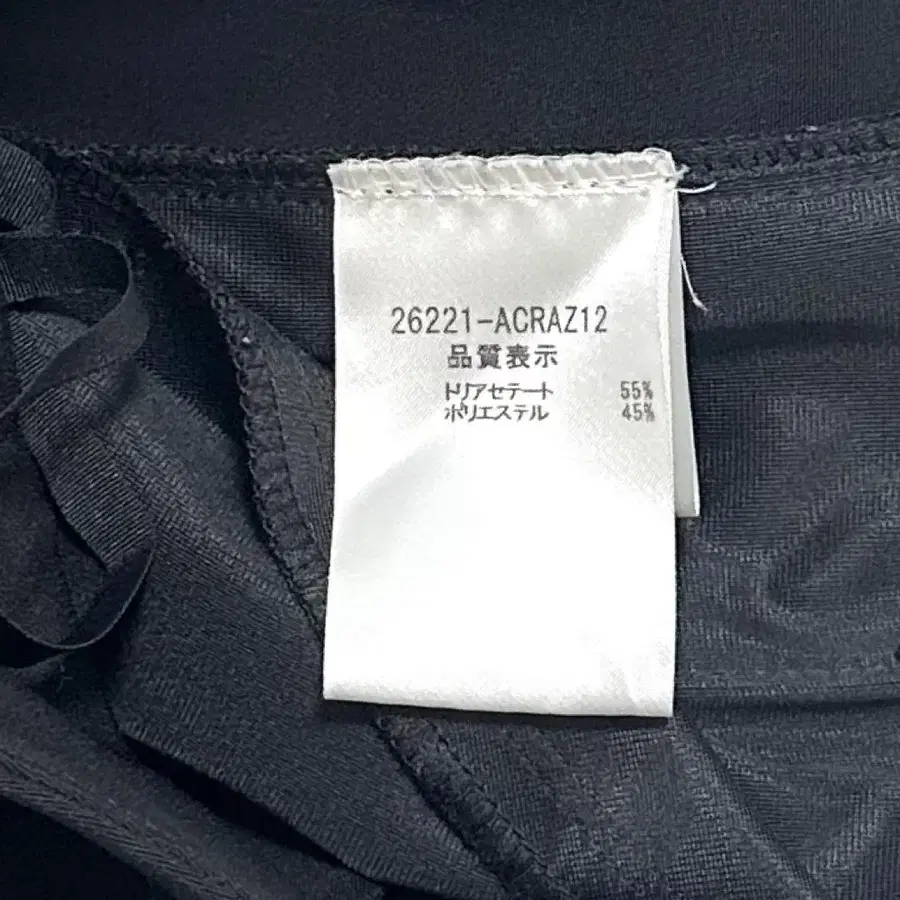 26221-ACRAZ12
品質表示
トリアセテート 55%
ポリエステル 45%